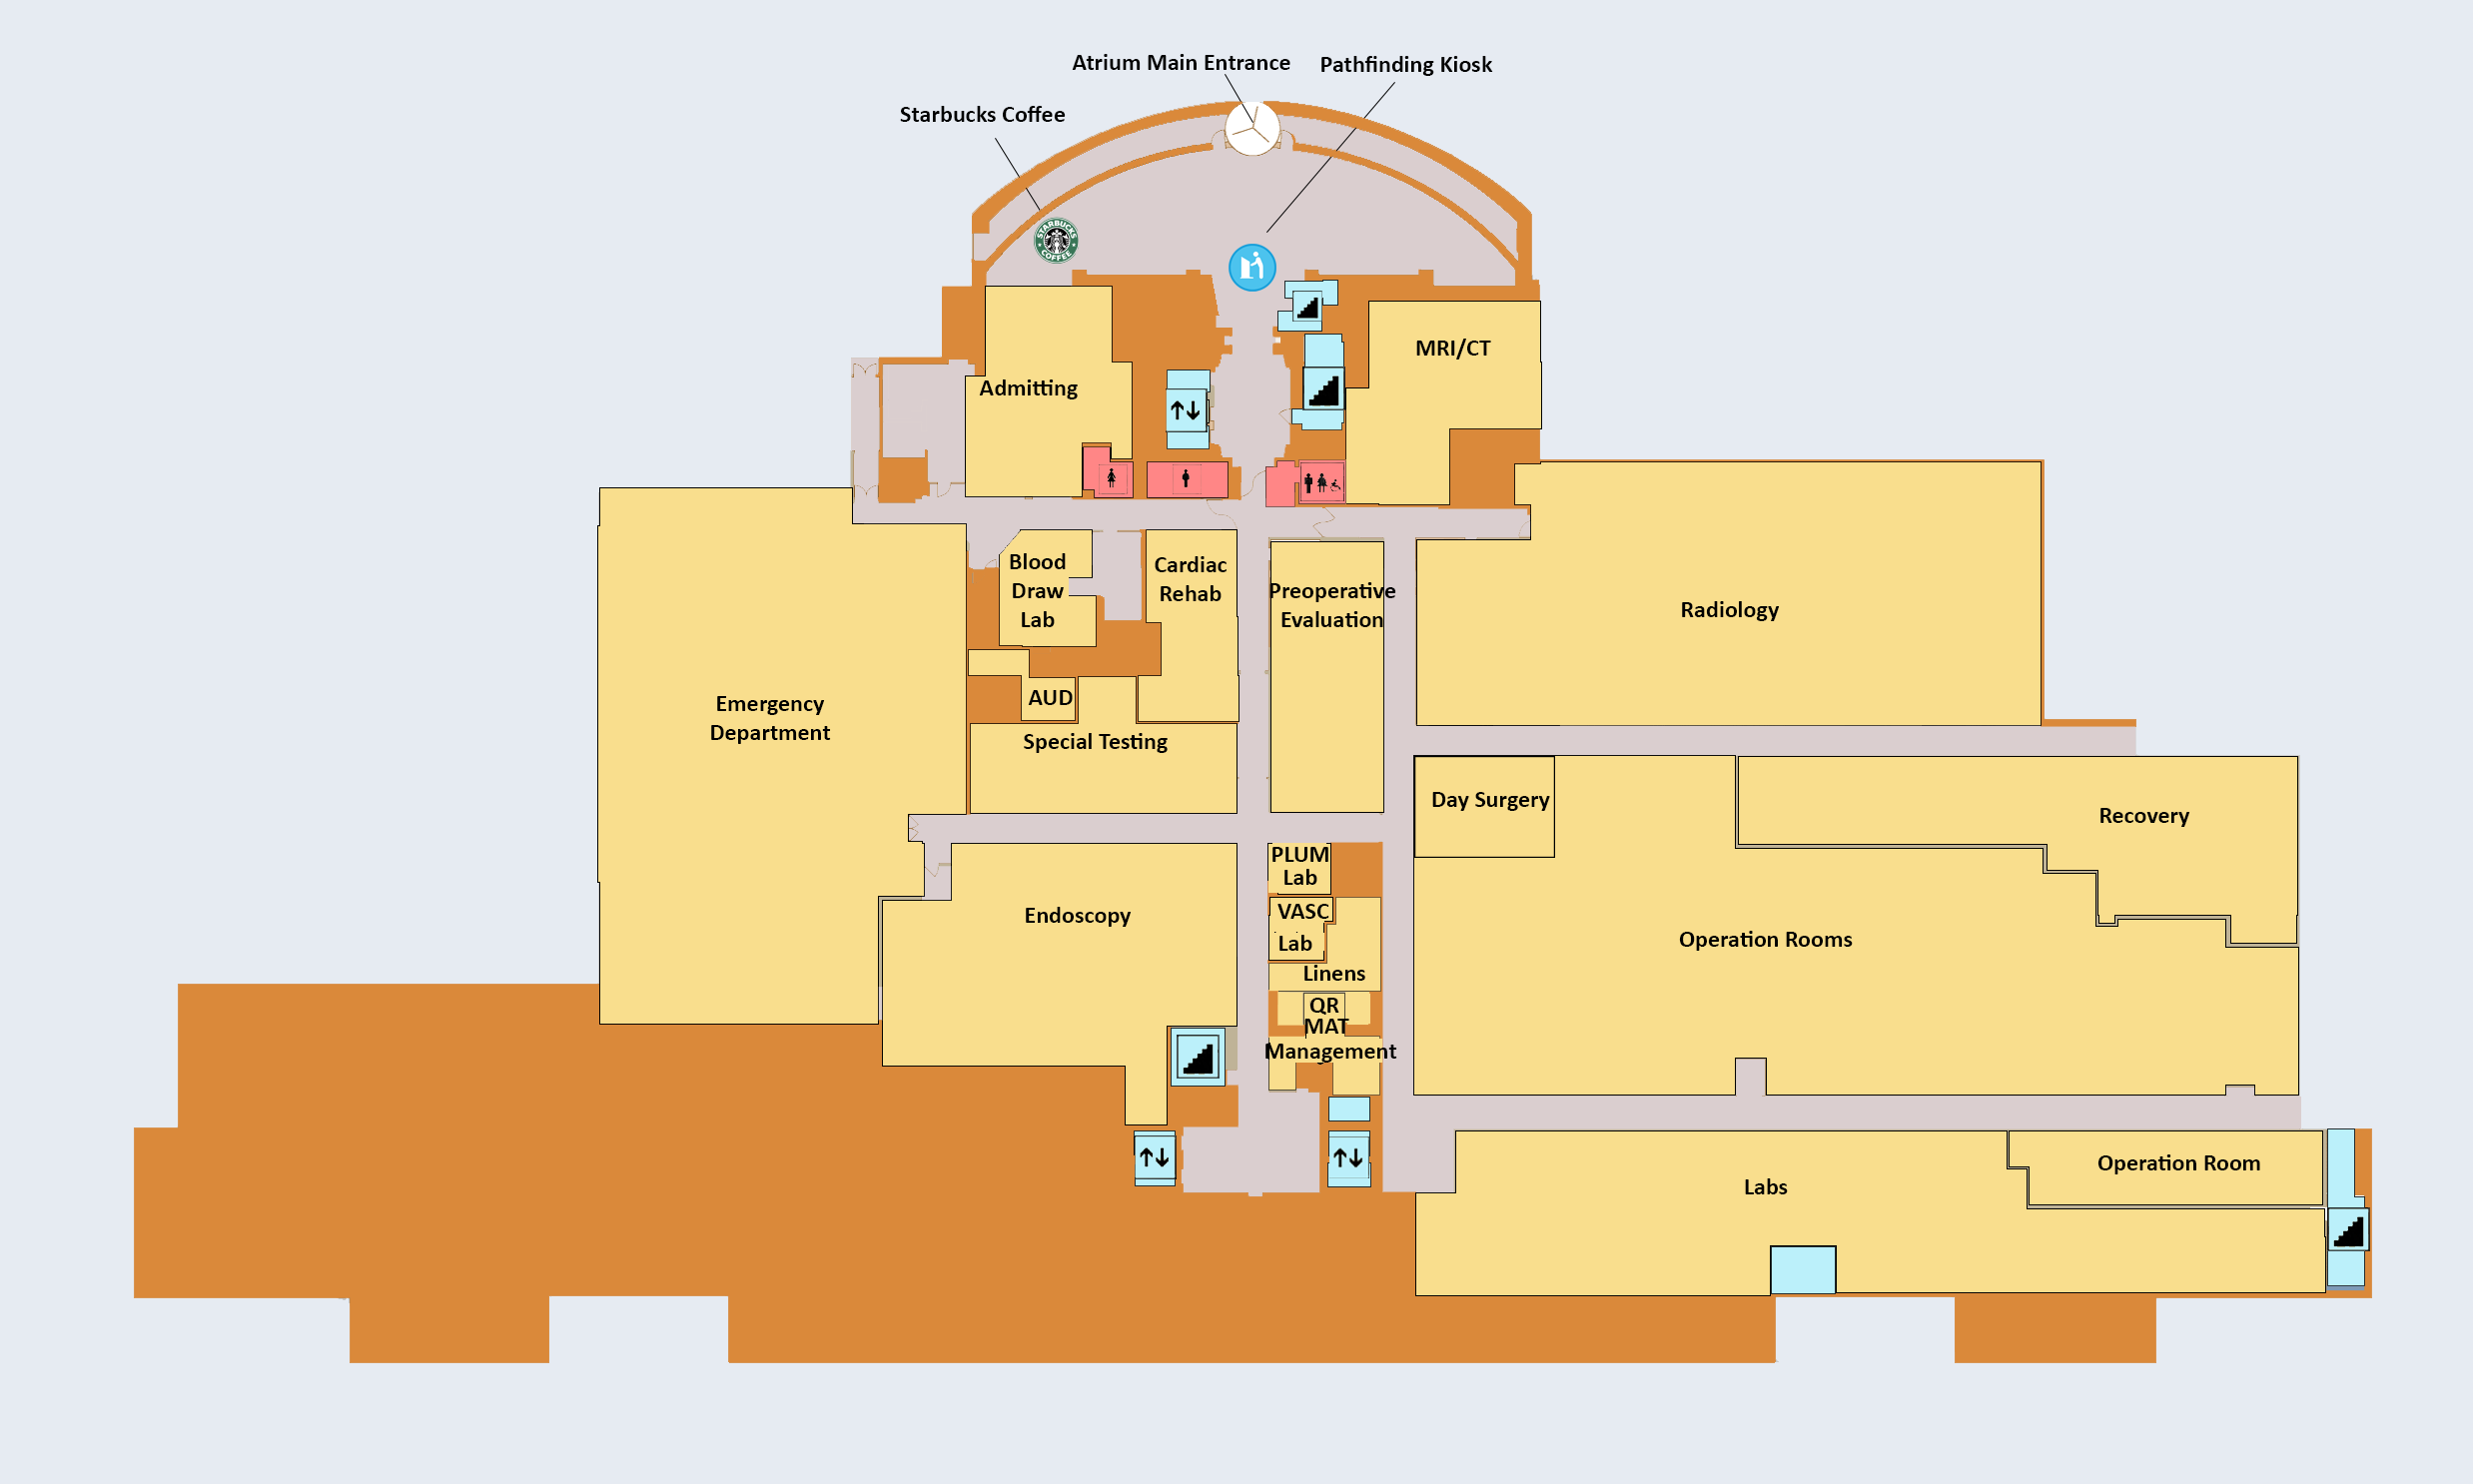 Atrium Main Entrance
Pathfinding Kiosk
Starbucks Coffee
STARBUCKS
COFFEE
MRI/CT
Admitting
Blood
Draw
Lab
Cardiac
Rehab
Preoperative
Evaluation
Radiology
AUD
Emergency
Department
Special Testing
Day Surgery
Recovery
PLUM
Lab
VASC
Lab
Endoscopy
Operation Rooms
Linens
QR
MAT
Management
Operation Room
Labs